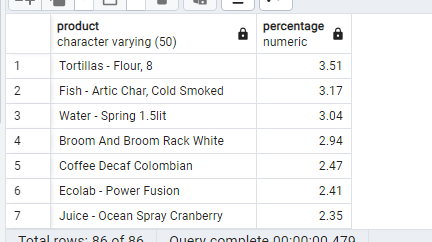 product percentage
character varying (50) numeric
1 Tortillas - Flour, 8 3.51
2 Fish - Artic Char, Cold Smoked 3.17
3 Water - Spring 1.5lit 3.04
4 Broom And Broom Rack White 2.94
5 Coffee Decaf Colombian 2.47
6 Ecolab - Power Fusion 2.41
7 Juice - Ocean Spray Cranberry 2.35
Total rows: 86 of 86 Query complete 00:00:00.479